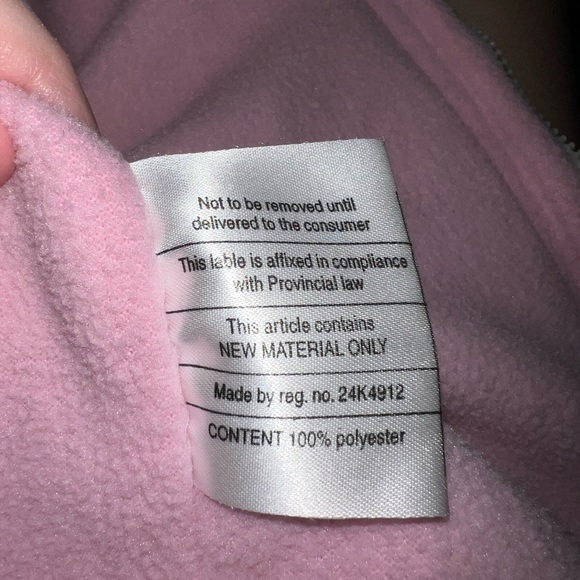 Not to be removed until
delivered to the consumer
This lable is affixed in compliance
with Provincial law
This article contains
NEW MATERIAL ONLY
Made by reg. no. 24K4912
CONTENT 100% polyester